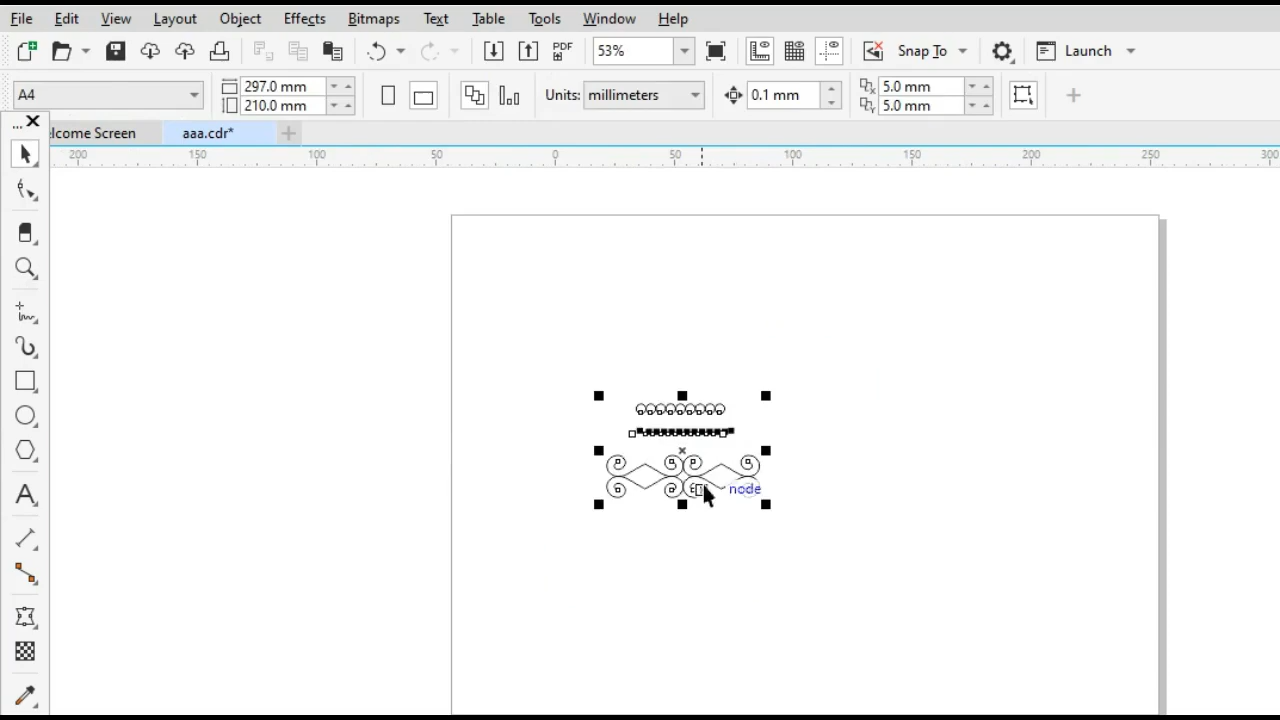 File Edit View Layout Object Effects Bitmaps Text Table Tools Window Help
PDF 53% Snap To Launch
A4 297.0 mm 210.0 mm Units: millimeters 0.1 mm 5.0 mm 5.0 mm
... lcome Screen aaa.cdr*
200 150 100 50 0 50 100 150 200 250 300
node